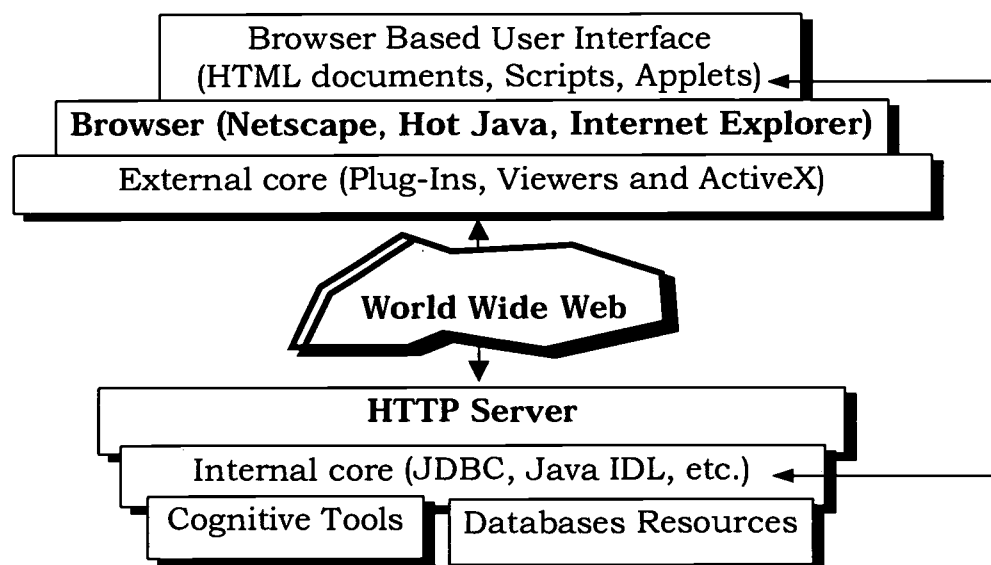 Browser Based User Interface
(HTML documents, Scripts, Applets)
Browser (Netscape, Hot Java, Internet Explorer)
External core (Plug-Ins, Viewers and ActiveX)
World Wide Web
HTTP Server
Internal core (JDBC, Java IDL, etc.)
Cognitive Tools
Databases Resources